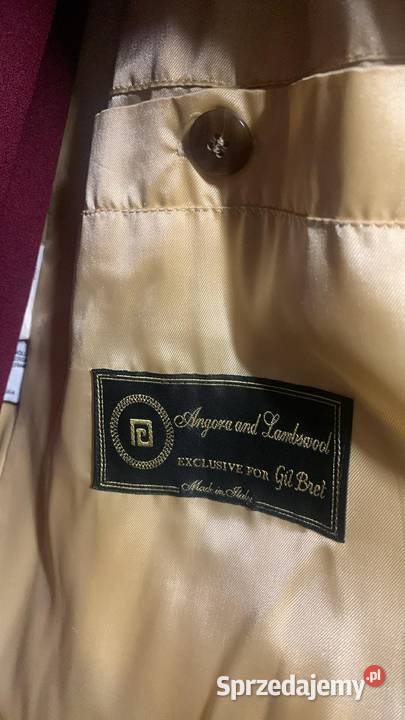 Angora and Lambswool
EXCLUSIVE FOR Gil Bret
Made in Italy
Sprzedajemy.pl